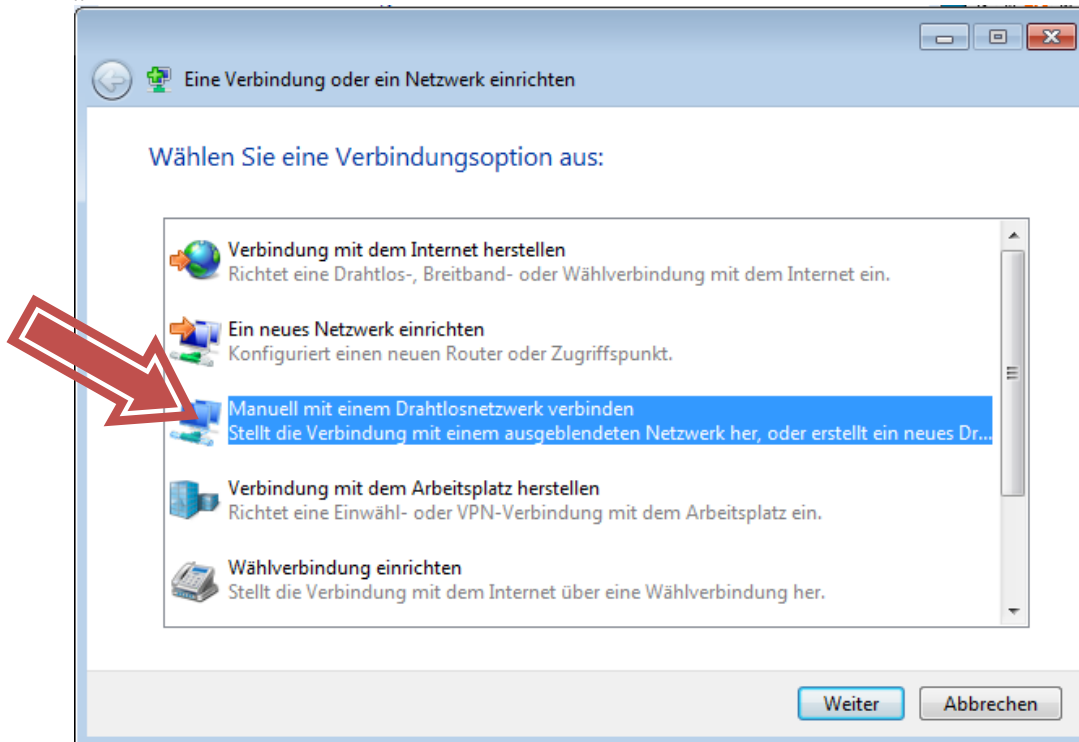 Eine Verbindung oder ein Netzwerk einrichten
Wählen Sie eine Verbindungsoption aus:
Verbindung mit dem Internet herstellen
Richtet eine Drahtlos-, Breitband- oder Wählverbindung mit dem Internet ein.
Ein neues Netzwerk einrichten
Konfiguriert einen neuen Router oder Zugriffspunkt.
Manuell mit einem Drahtlosnetzwerk verbinden
Stellt die Verbindung mit einem ausgeblendeten Netzwerk her, oder erstellt ein neues Dr...
Verbindung mit dem Arbeitsplatz herstellen
Richtet eine Einwähl- oder VPN-Verbindung mit dem Arbeitsplatz ein.
Wählverbindung einrichten
Stellt die Verbindung mit dem Internet über eine Wählverbindung her.
Weiter
Abbrechen